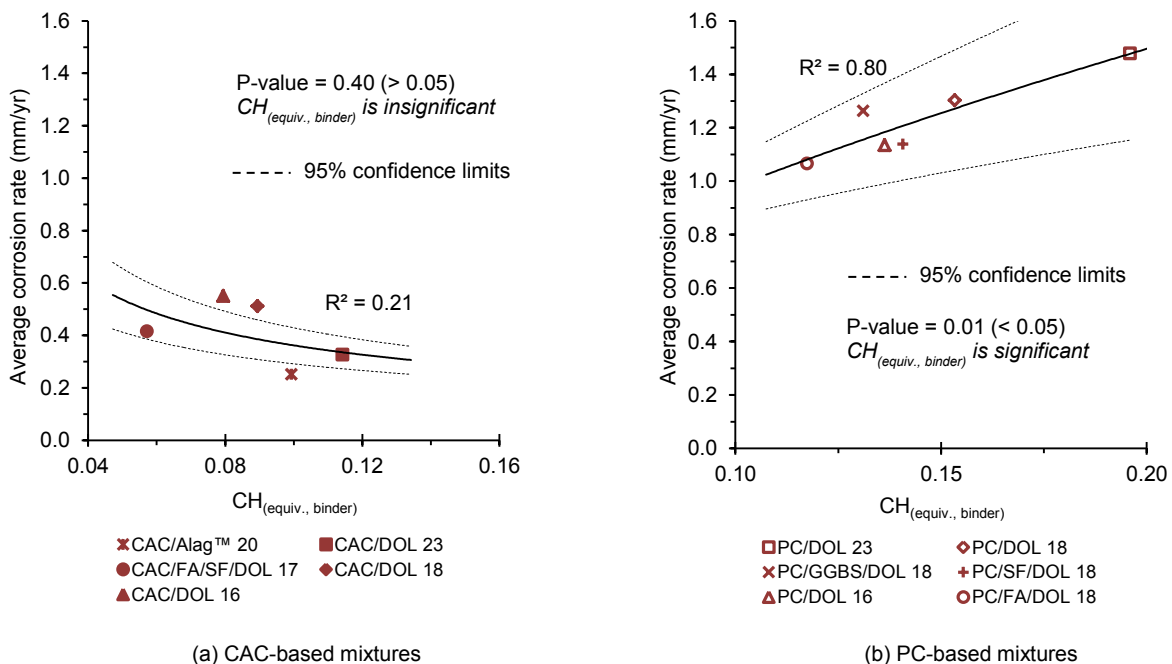 1.6
1.4
1.2
1.0
0.8
0.6
0.4
0.2
0.0
Average corrosion rate (mm/yr)
P-value = 0.40 (> 0.05)
CH(equiv., binder) is insignificant
95% confidence limits
R² = 0.21
0.04 0.08 0.12 0.16
CH(equiv., binder)
CAC/Alag™ 20 CAC/DOL 23
CAC/FA/SF/DOL 17 CAC/DOL 18
CAC/DOL 16
(a) CAC-based mixtures
1.6
1.4
1.2
1.0
0.8
0.6
0.4
0.2
0.0
Average corrosion rate (mm/yr)
R² = 0.80
95% confidence limits
P-value = 0.01 (< 0.05)
CH(equiv., binder) is significant
0.10 0.15 0.20
CH(equiv., binder)
PC/DOL 23 PC/DOL 18
PC/GGBS/DOL 18 PC/SF/DOL 18
PC/DOL 16 PC/FA/DOL 18
(b) PC-based mixtures